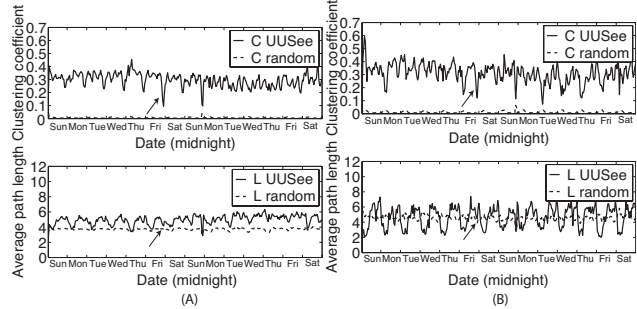 Clustering coefficient
0.7
0.6
0.5
0.4
0.3
0.2
0.1
0
C UUSee
C random
Sun Mon Tue Wed Thu Fri Sat Sun Mon Tue Wed Thu Fri Sat
Date (midnight)
Average path length
12
10
8
6
4
2
0
L UUSee
L random
Sun Mon Tue Wed Thu Fri Sat Sun Mon Tue Wed Thu Fri Sat
Date (midnight)
(A)
Clustering coefficient
0.7
0.6
0.5
0.4
0.3
0.2
0.1
0
C UUSee
C random
Sun Mon Tue Wed Thu Fri Sat Sun Mon Tue Wed Thu Fri Sat
Date (midnight)
Average path length
12
10
8
6
4
2
0
L UUSee
L random
Sun Mon Tue Wed Thu Fri Sat Sun Mon Tue Wed Thu Fri Sat
Date (midnight)
(B)